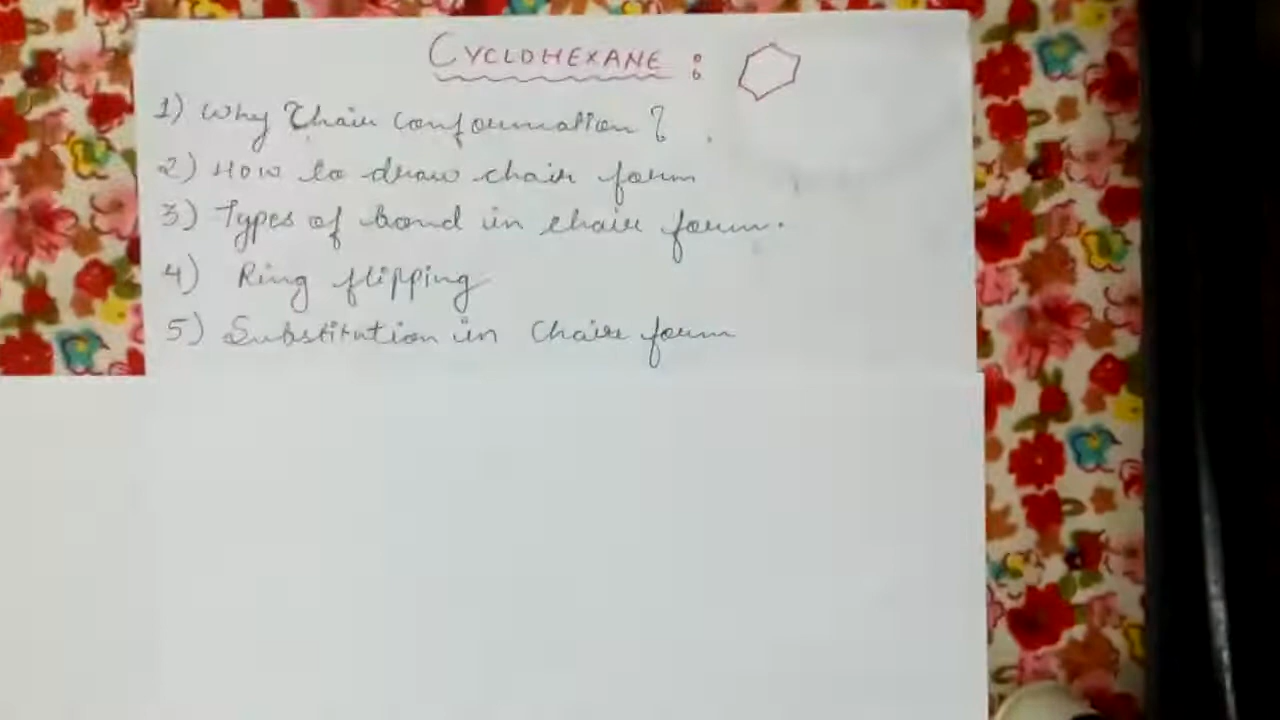 CYCLOHEXANE :
1) Why Chair conformation ?
2) How to draw chair form
3) Types of bond in chair form.
4) Ring flipping
5) Substitution in Chair form